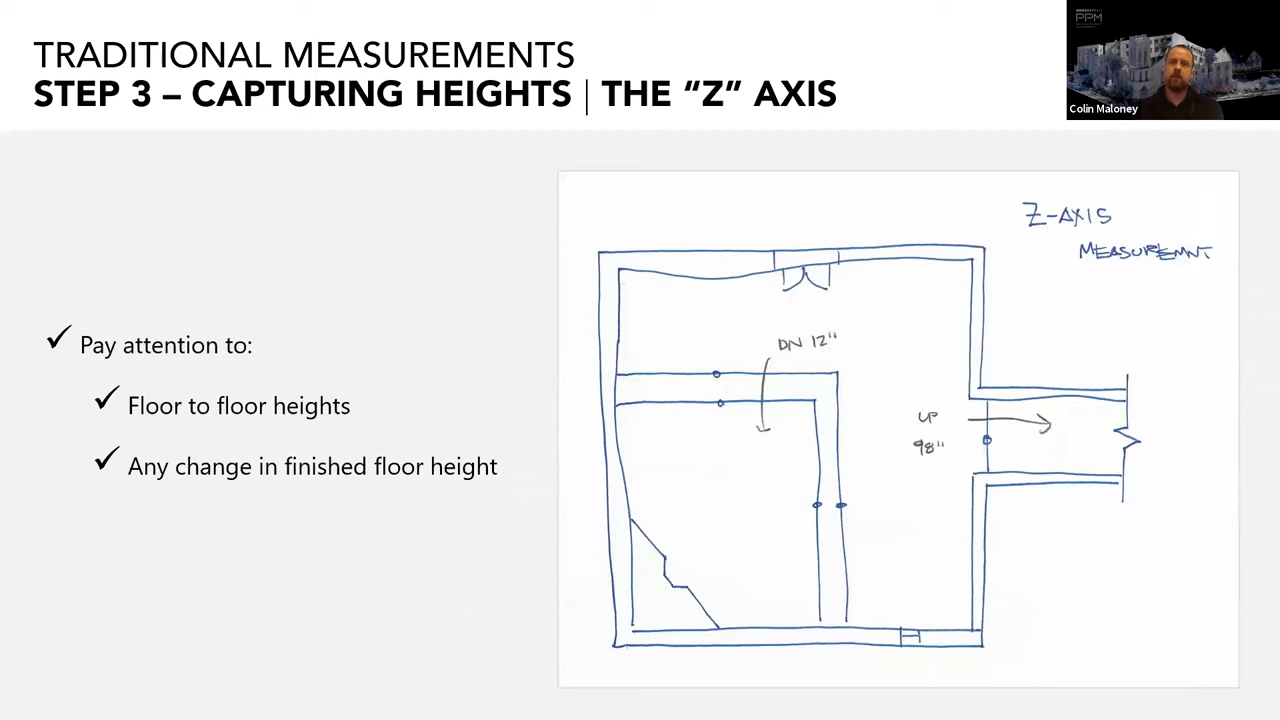 TRADITIONAL MEASUREMENTS
STEP 3 – CAPTURING HEIGHTS | THE “Z” AXIS
PPM
Colin Maloney
Pay attention to:
Floor to floor heights
Any change in finished floor height
Z-AXIS
MEASUREMNT
DN 12"
UP
98"